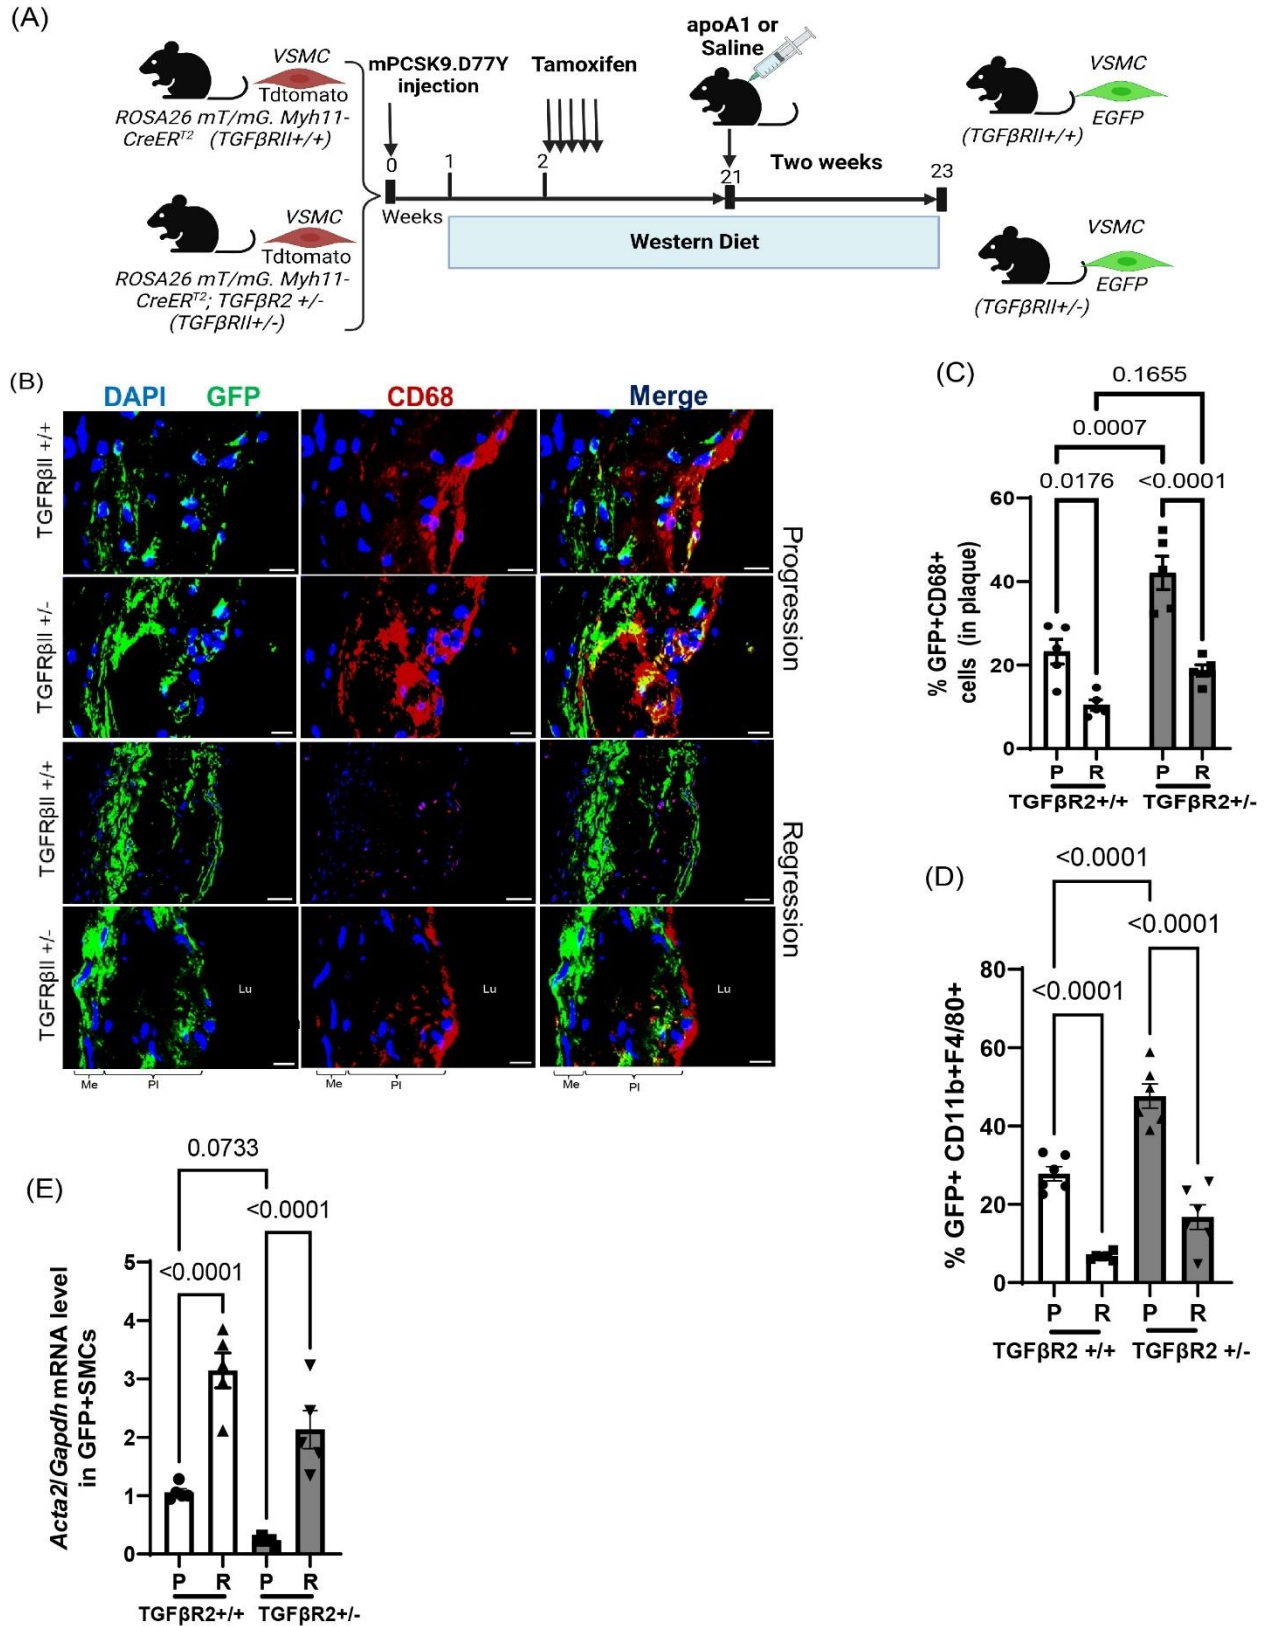 (A)
VSMC
Tdtomato
ROSA26 mT/mG. Myh11-
CreERᵀ² (TGFβRII+/+)
VSMC
Tdtomato
ROSA26 mT/mG. Myh11-
CreERᵀ²; TGFβR2 +/-
(TGFβRII+/-)
mPCSK9.D77Y
injection
Tamoxifen
apoA1 or
Saline
0
1
2
21
Two weeks
23
Weeks
Western Diet
VSMC
EGFP
(TGFβRII+/+)
VSMC
EGFP
(TGFβRII+/-)
(B)
DAPI GFP CD68 Merge
TGFRβII +/+
TGFRβII +/-
TGFRβII +/+
TGFRβII +/-
Progression
Regression
Lu Lu Lu
Me Pl Me Pl Me Pl
(C)
0.1655
0.0007
0.0176 <0.0001
% GFP+CD68+
cells (in plaque)
60
40
20
0
P R P R
TGFβR2+/+ TGFβR2+/-
(D)
<0.0001
<0.0001
<0.0001
% GFP+ CD11b+F4/80+
80
60
40
20
0
P R P R
TGFβR2 +/+ TGFβR2 +/-
(E)
0.0733
<0.0001
<0.0001
Acta2/Gapdh mRNA level
in GFP+SMCs
5
4
3
2
1
0
P R P R
TGFβR2+/+ TGFβR2+/-